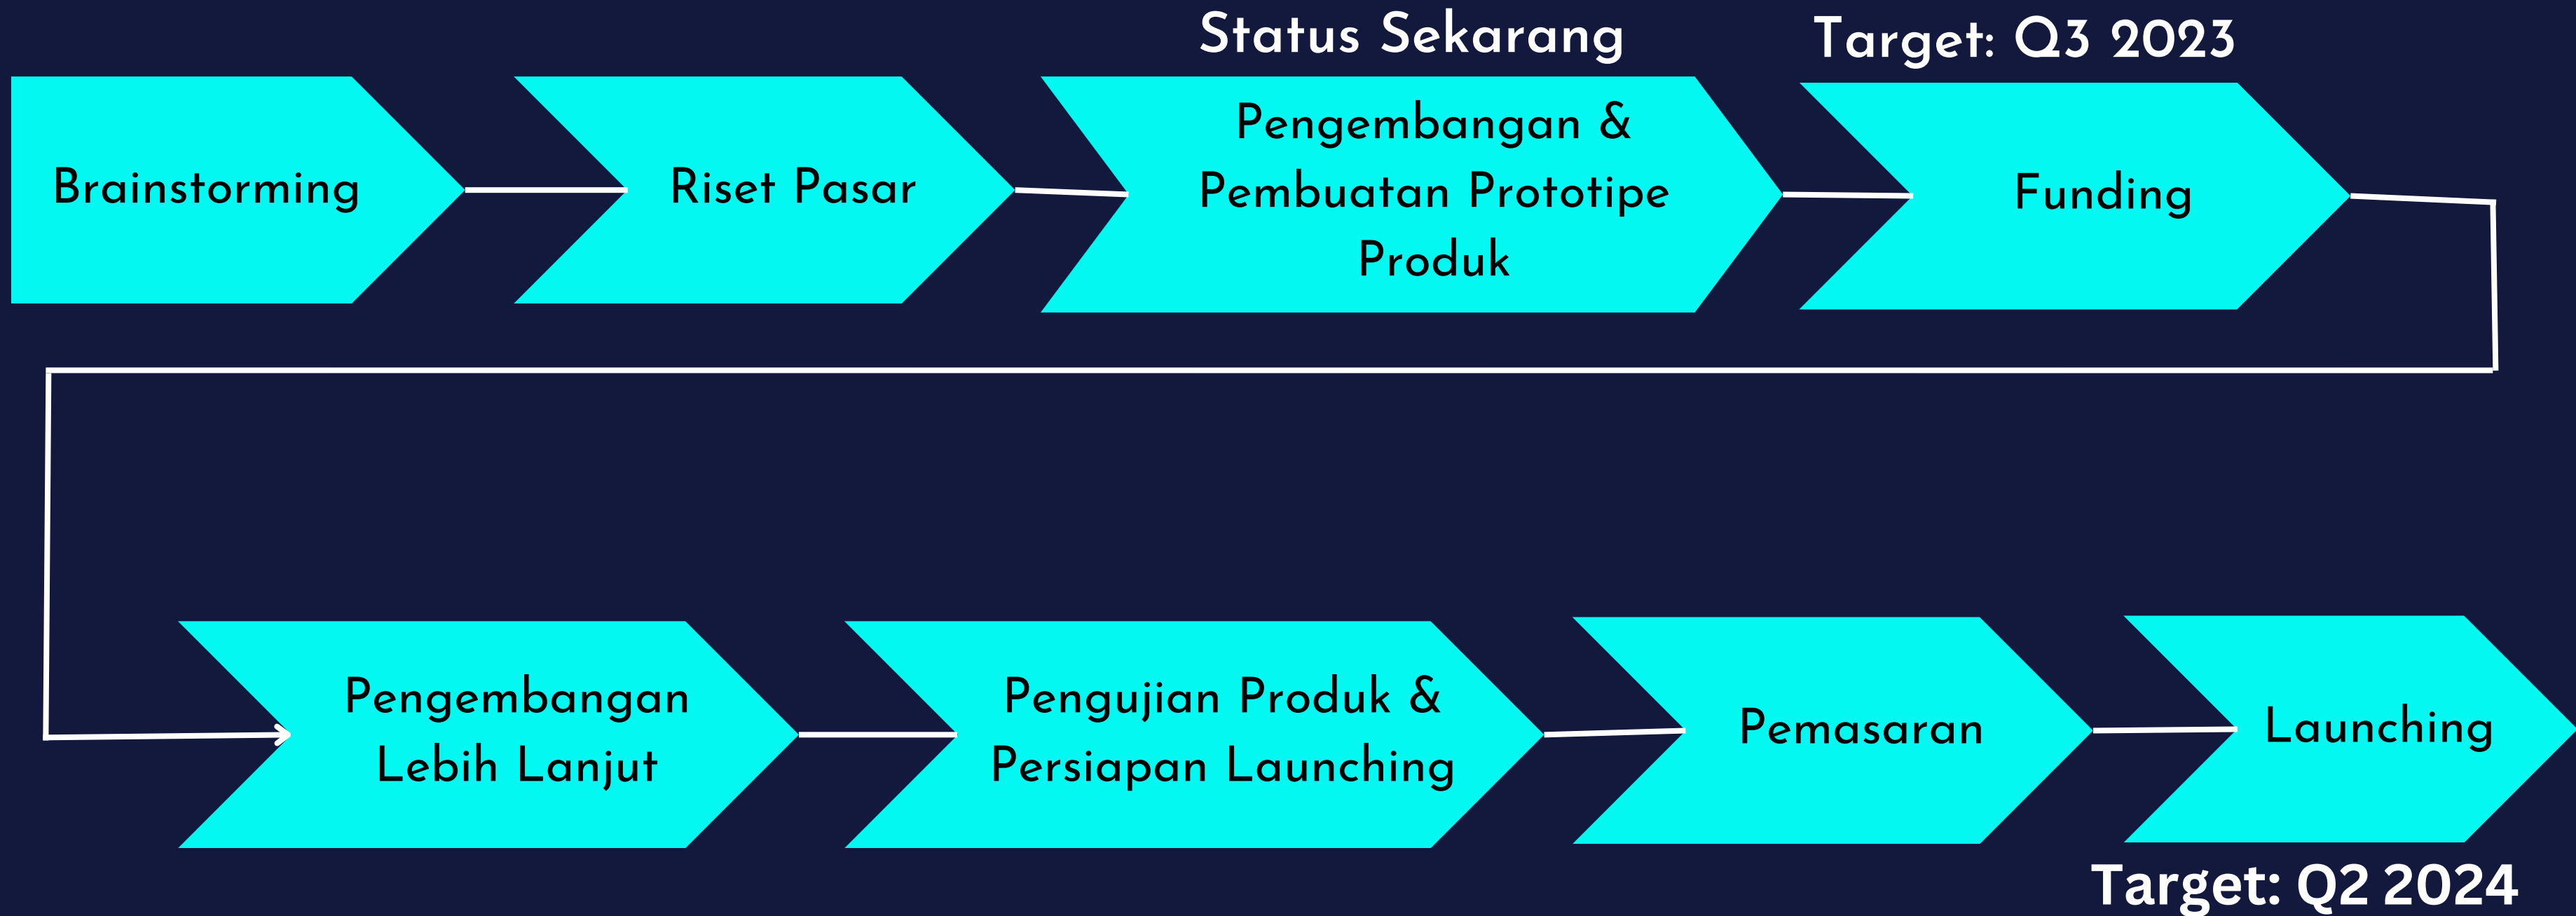 Status Sekarang
Target: Q3 2023
Brainstorming
Riset Pasar
Pengembangan &
Pembuatan Prototipe
Produk
Funding
Pengembangan
Lebih Lanjut
Pengujian Produk &
Persiapan Launching
Pemasaran
Launching
Target: Q2 2024